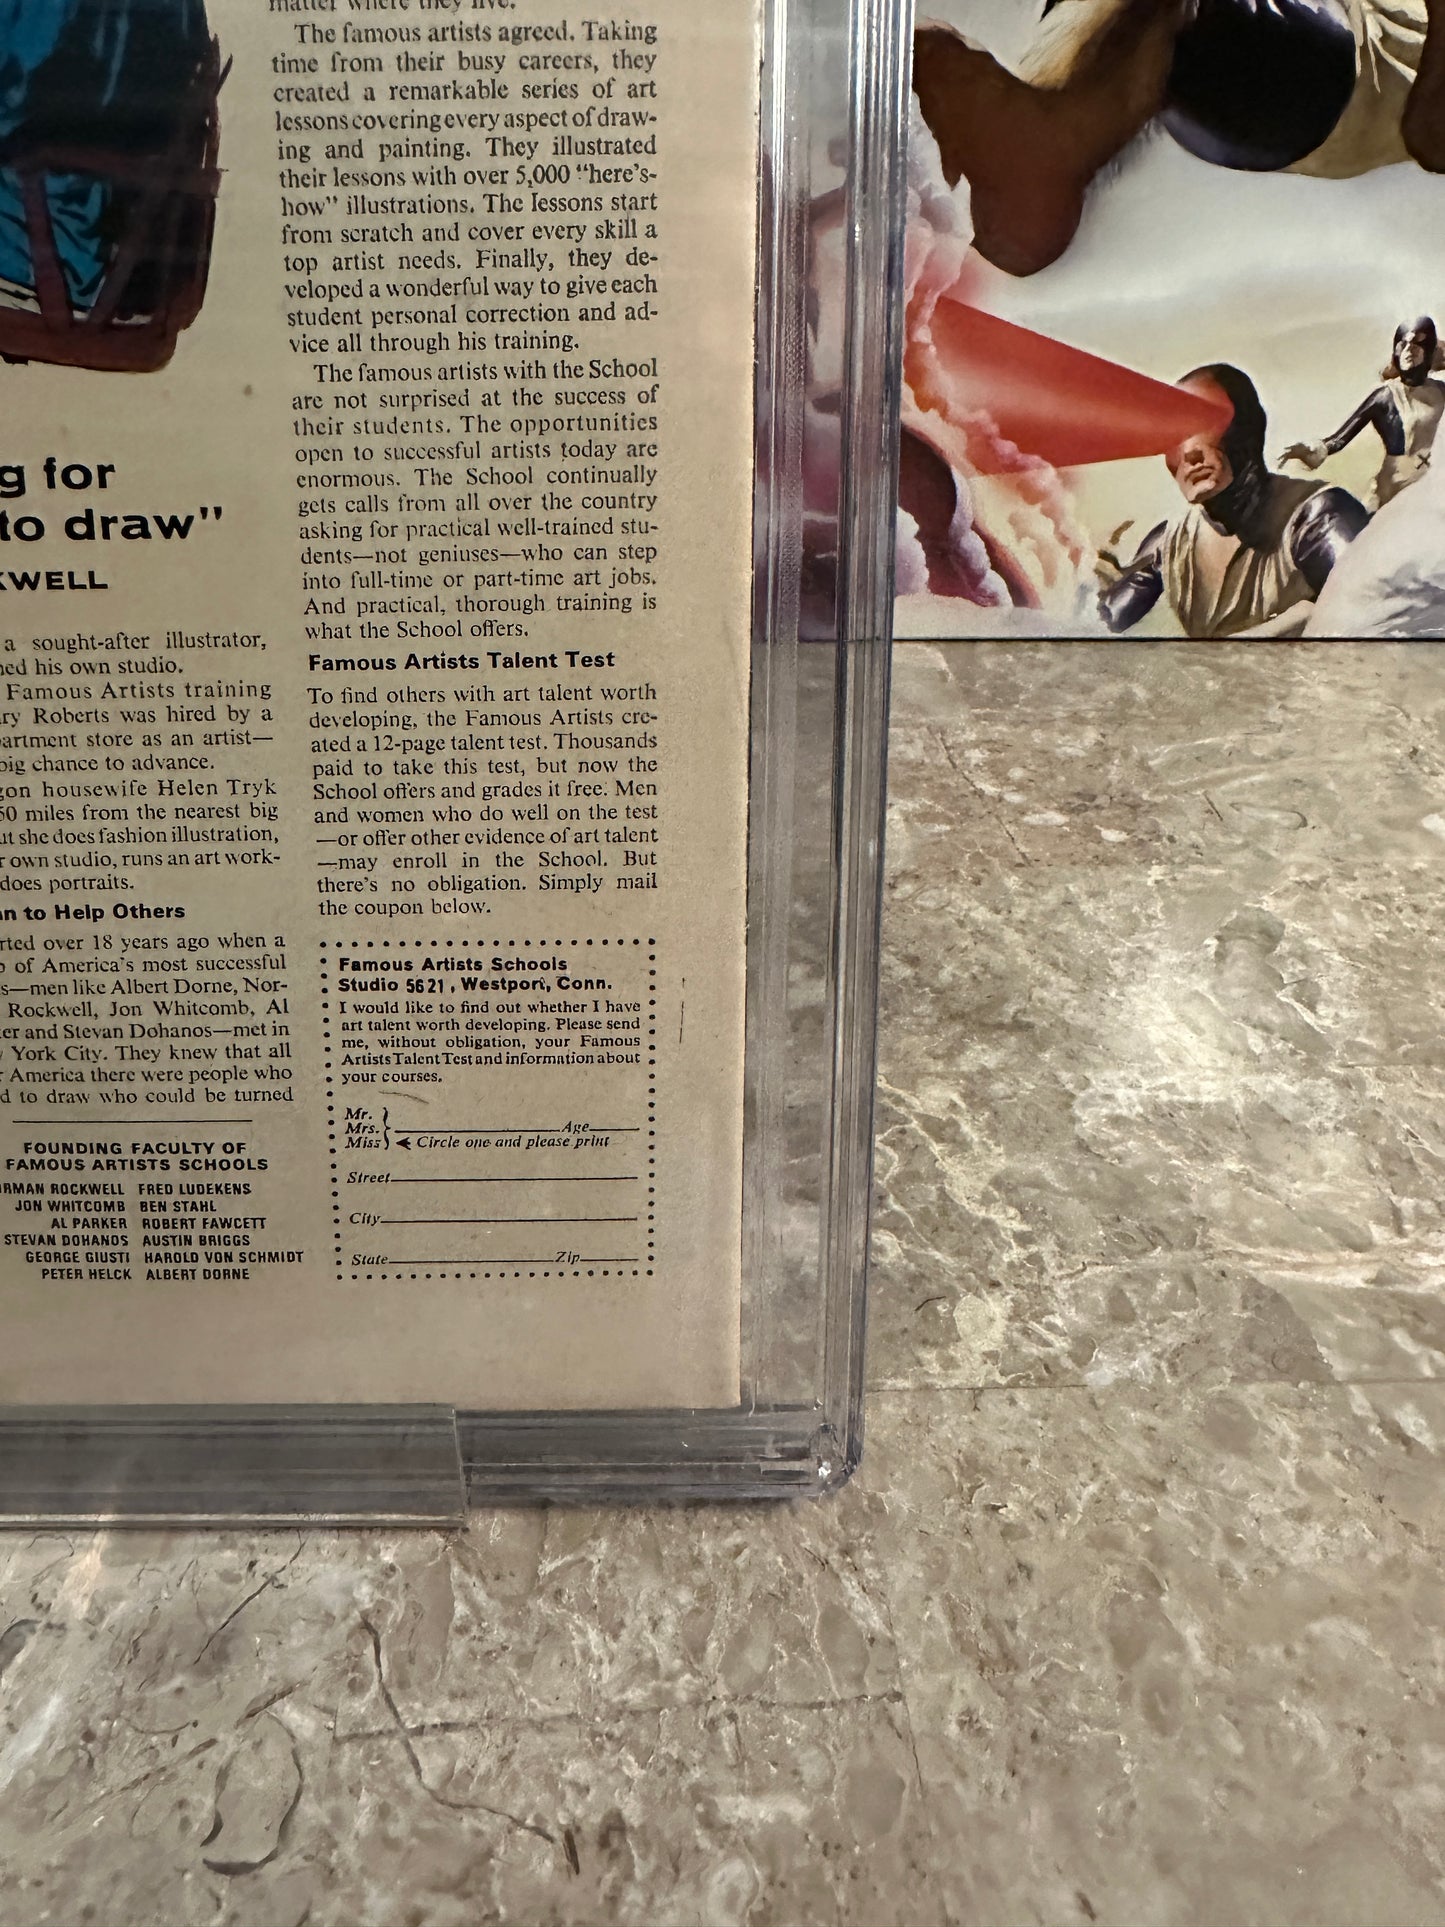 g for
to draw"
KWELL
a sought-after illustrator,
ned his own studio.
Famous Artists training
ry Roberts was hired by a
artment store as an artist—
big chance to advance.
gon housewife Helen Tryk
50 miles from the nearest big
ut she does fashion illustration,
r own studio, runs an art work-
does portraits.
an to Help Others
rted over 18 years ago when a
p of America's most successful
s—men like Albert Dorne, Nor-
Rockwell, Jon Whitcomb, Al
ker and Stevan Dohanos—met in
York City. They knew that all
r America there were people who
d to draw who could be turned
FOUNDING FACULTY OF
FAMOUS ARTISTS SCHOOLS
RMAN ROCKWELL FRED LUDEKENS
JON WHITCOMB BEN STAHL
AL PARKER ROBERT FAWCETT
STEVAN DOHANOS AUSTIN BRIGGS
GEORGE GIUSTI HAROLD VON SCHMIDT
PETER HELCK ALBERT DORNE
matter where they live.
The famous artists agreed. Taking
time from their busy careers, they
created a remarkable series of art
lessons covering every aspect of draw-
ing and painting. They illustrated
their lessons with over 5,000 "here's-
how" illustrations. The lessons start
from scratch and cover every skill a
top artist needs. Finally, they de-
veloped a wonderful way to give each
student personal correction and ad-
vice all through his training.
The famous artists with the School
are not surprised at the success of
their students. The opportunities
open to successful artists today are
enormous. The School continually
gets calls from all over the country
asking for practical well-trained stu-
dents—not geniuses—who can step
into full-time or part-time art jobs.
And practical, thorough training is
what the School offers.
Famous Artists Talent Test
To find others with art talent worth
developing, the Famous Artists cre-
ated a 12-page talent test. Thousands
paid to take this test, but now the
School offers and grades it free. Men
and women who do well on the test
—or offer other evidence of art talent
—may enroll in the School. But
there's no obligation. Simply mail
the coupon below.
Famous Artists Schools
Studio 5621, Westport, Conn.
I would like to find out whether I have
art talent worth developing. Please send
me, without obligation, your Famous
Artists Talent Test and information about
your courses.
Mr.
Mrs. Age
Miss Circle one and please print
Street
City
State Zip